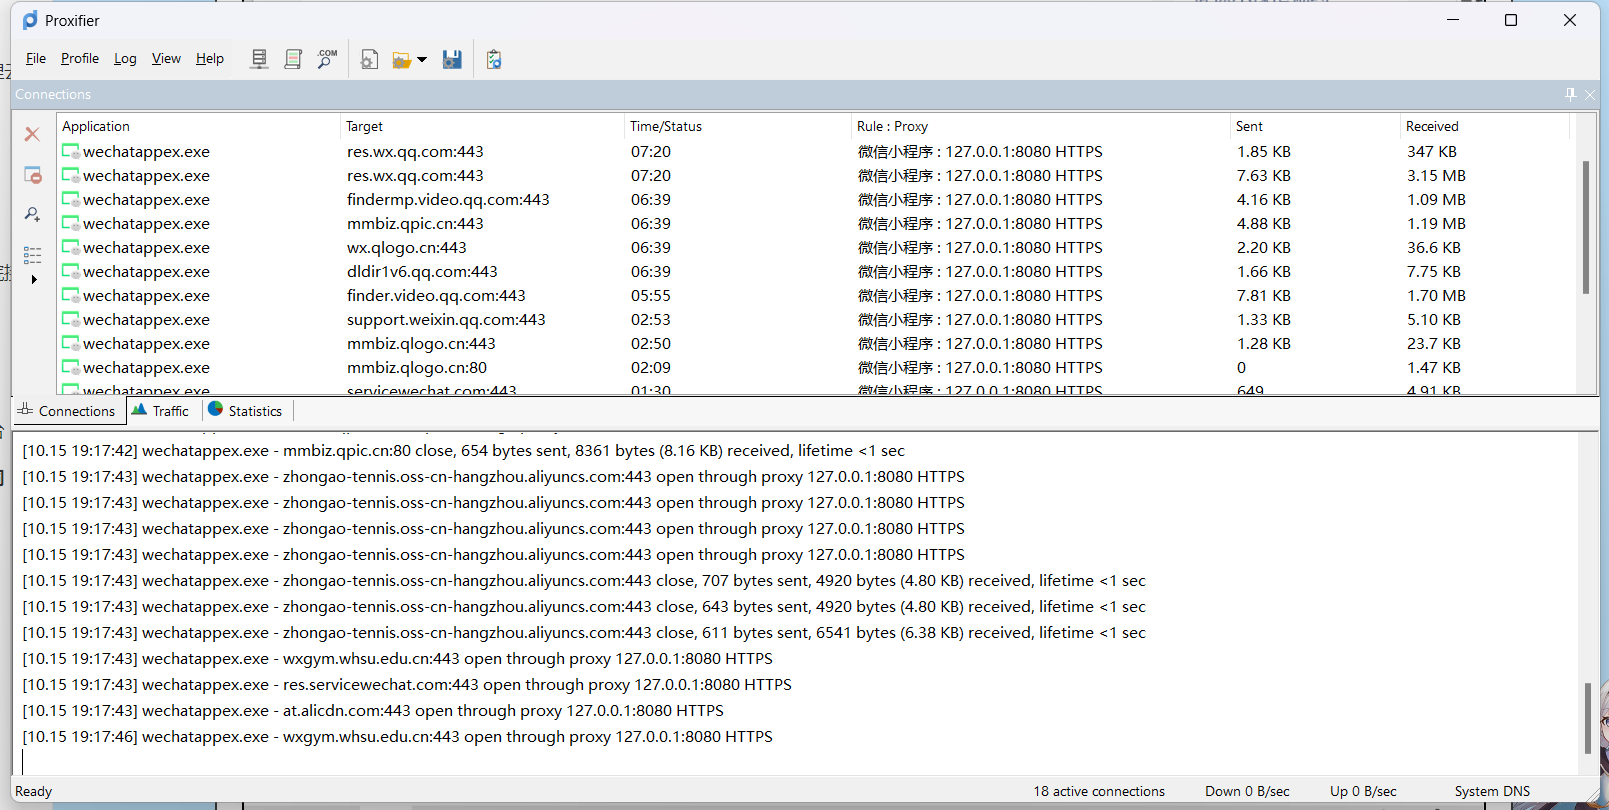 Proxifier
File Profile Log View Help .COM
Connections
Application Target Time/Status Rule : Proxy Sent Received
wechatappex.exe res.wx.qq.com:443 07:20 微信小程序 : 127.0.0.1:8080 HTTPS 1.85 KB 347 KB
wechatappex.exe res.wx.qq.com:443 07:20 微信小程序 : 127.0.0.1:8080 HTTPS 7.63 KB 3.15 MB
wechatappex.exe findermp.video.qq.com:443 06:39 微信小程序 : 127.0.0.1:8080 HTTPS 4.16 KB 1.09 MB
wechatappex.exe mmbiz.qpic.cn:443 06:39 微信小程序 : 127.0.0.1:8080 HTTPS 4.88 KB 1.19 MB
wechatappex.exe wx.qlogo.cn:443 06:39 微信小程序 : 127.0.0.1:8080 HTTPS 2.20 KB 36.6 KB
wechatappex.exe dldir1v6.qq.com:443 06:39 微信小程序 : 127.0.0.1:8080 HTTPS 1.66 KB 7.75 KB
wechatappex.exe finder.video.qq.com:443 05:55 微信小程序 : 127.0.0.1:8080 HTTPS 7.81 KB 1.70 MB
wechatappex.exe support.weixin.qq.com:443 02:53 微信小程序 : 127.0.0.1:8080 HTTPS 1.33 KB 5.10 KB
wechatappex.exe mmbiz.qlogo.cn:443 02:50 微信小程序 : 127.0.0.1:8080 HTTPS 1.28 KB 23.7 KB
wechatappex.exe mmbiz.qlogo.cn:80 02:09 微信小程序 : 127.0.0.1:8080 HTTPS 0 1.47 KB
wechatappex.exe servicewechat.com:443 01:30 微信小程序 : 127.0.0.1:8080 HTTPS 649 4.91 KB
Connections Traffic Statistics
[10.15 19:17:42] wechatappex.exe - mmbiz.qpic.cn:80 close, 654 bytes sent, 8361 bytes (8.16 KB) received, lifetime <1 sec
[10.15 19:17:43] wechatappex.exe - zhongao-tennis.oss-cn-hangzhou.aliyuncs.com:443 open through proxy 127.0.0.1:8080 HTTPS
[10.15 19:17:43] wechatappex.exe - zhongao-tennis.oss-cn-hangzhou.aliyuncs.com:443 open through proxy 127.0.0.1:8080 HTTPS
[10.15 19:17:43] wechatappex.exe - zhongao-tennis.oss-cn-hangzhou.aliyuncs.com:443 open through proxy 127.0.0.1:8080 HTTPS
[10.15 19:17:43] wechatappex.exe - zhongao-tennis.oss-cn-hangzhou.aliyuncs.com:443 open through proxy 127.0.0.1:8080 HTTPS
[10.15 19:17:43] wechatappex.exe - zhongao-tennis.oss-cn-hangzhou.aliyuncs.com:443 close, 707 bytes sent, 4920 bytes (4.80 KB) received, lifetime <1 sec
[10.15 19:17:43] wechatappex.exe - zhongao-tennis.oss-cn-hangzhou.aliyuncs.com:443 close, 643 bytes sent, 4920 bytes (4.80 KB) received, lifetime <1 sec
[10.15 19:17:43] wechatappex.exe - zhongao-tennis.oss-cn-hangzhou.aliyuncs.com:443 close, 611 bytes sent, 6541 bytes (6.38 KB) received, lifetime <1 sec
[10.15 19:17:43] wechatappex.exe - wxgym.whsu.edu.cn:443 open through proxy 127.0.0.1:8080 HTTPS
[10.15 19:17:43] wechatappex.exe - res.servicewechat.com:443 open through proxy 127.0.0.1:8080 HTTPS
[10.15 19:17:43] wechatappex.exe - at.alicdn.com:443 open through proxy 127.0.0.1:8080 HTTPS
[10.15 19:17:46] wechatappex.exe - wxgym.whsu.edu.cn:443 open through proxy 127.0.0.1:8080 HTTPS
Ready 18 active connections Down 0 B/sec Up 0 B/sec System DNS